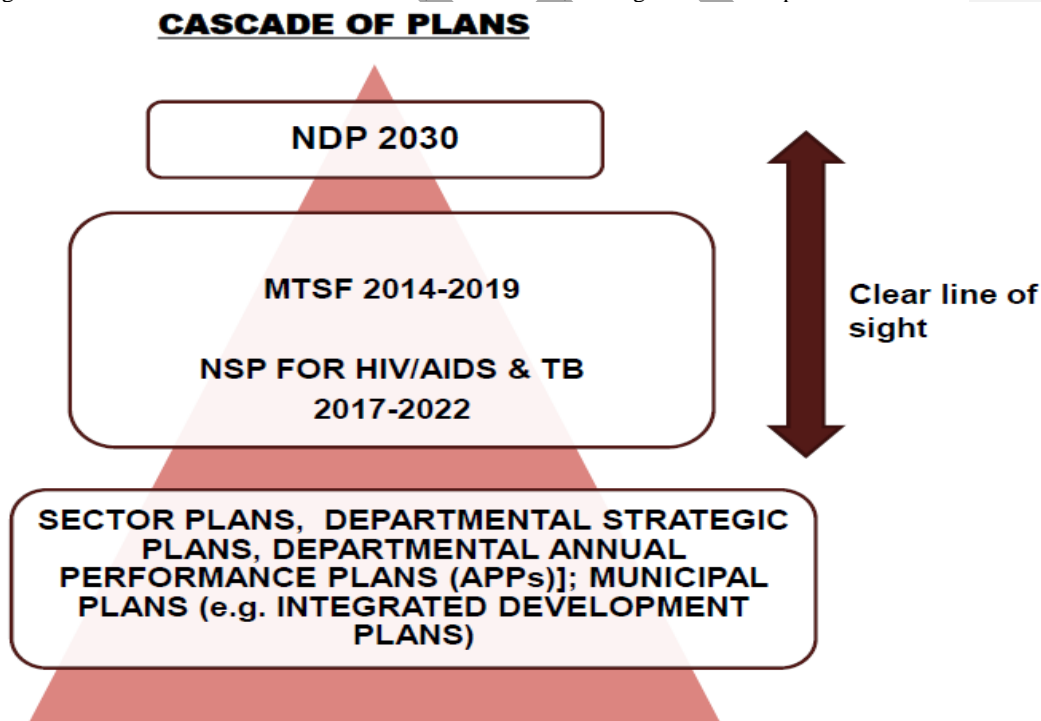 CASCADE OF PLANS
NDP 2030
MTSF 2014-2019
NSP FOR HIV/AIDS & TB
2017-2022
Clear line of
sight
SECTOR PLANS, DEPARTMENTAL STRATEGIC
PLANS, DEPARTMENTAL ANNUAL
PERFORMANCE PLANS (APPs)]; MUNICIPAL
PLANS (e.g. INTEGRATED DEVELOPMENT
PLANS)